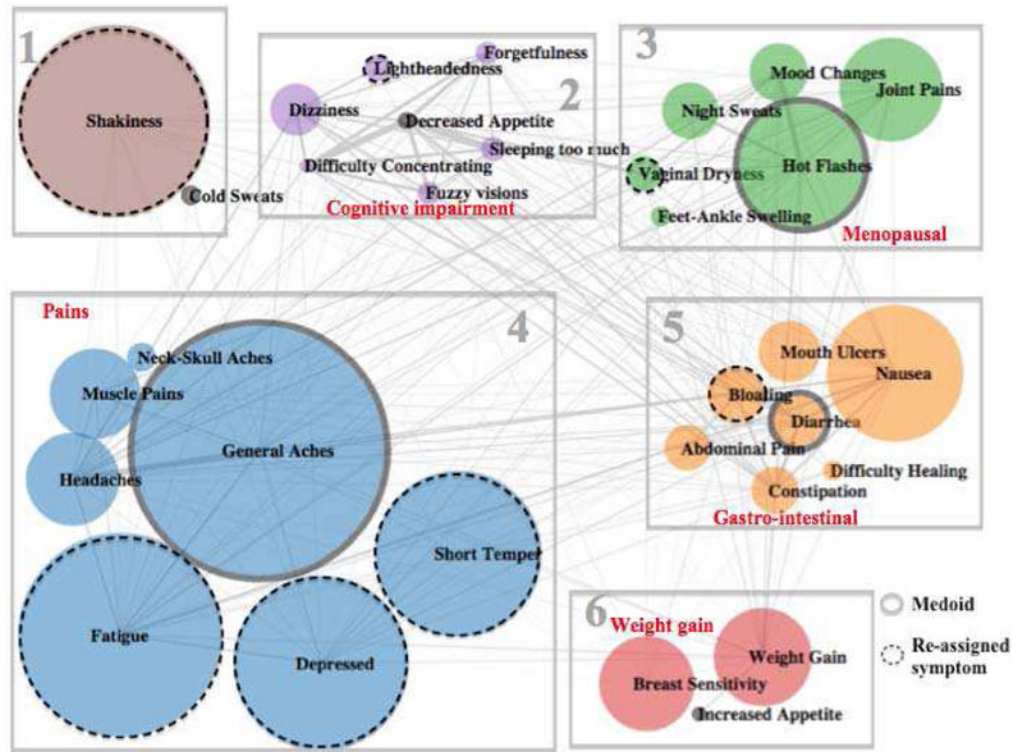 1
Shakiness
Cold Sweats
2
Lightheadedness
Forgetfulness
Dizziness
Decreased Appetite
Sleeping too much
Difficulty Concentrating
Fuzzy visions
Cognitive impairment
3
Mood Changes
Joint Pains
Night Sweats
Hot Flashes
Vaginal Dryness
Feet-Ankle Swelling
Menopausal
Pains
4
Neck-Skull Aches
Muscle Pains
General Aches
Headaches
Short Temper
Fatigue
Depressed
5
Mouth Ulcers
Nausea
Bloating
Diarrhea
Abdominal Pain
Difficulty Healing
Constipation
Gastro-intestinal
6
Weight gain
Weight Gain
Breast Sensitivity
Increased Appetite
Medoid
Re-assigned
symptom